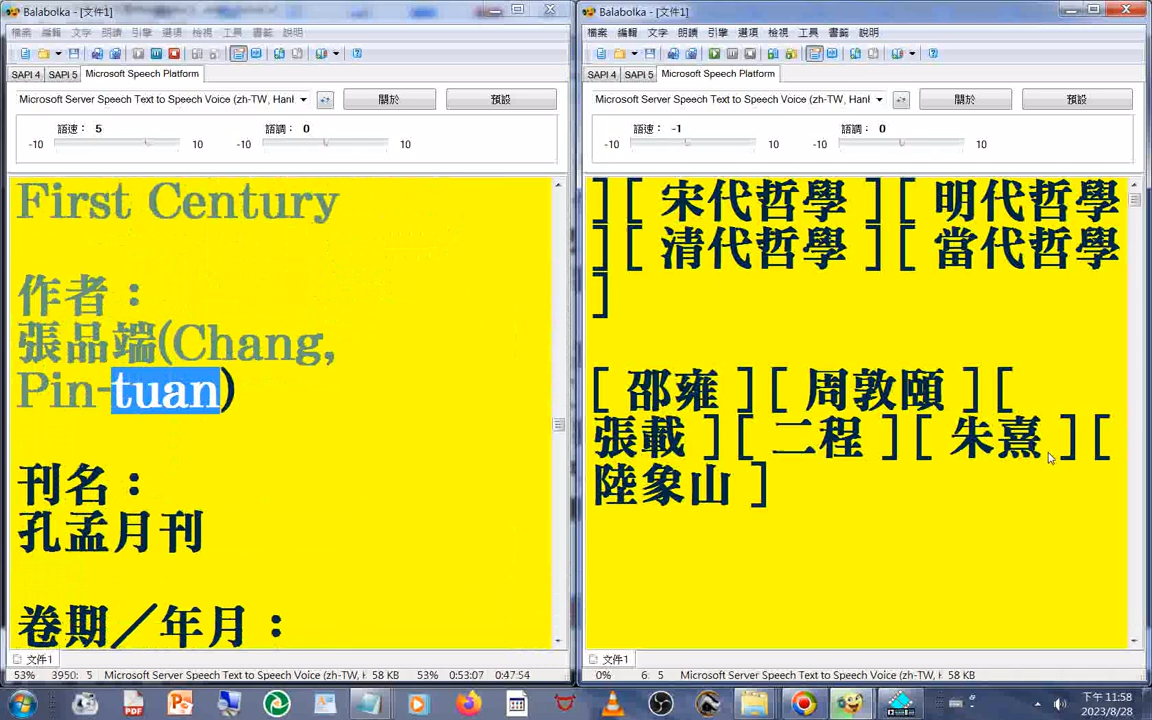 Balabolka - [文件1]
檔案 編輯 文字 朗讀 引擎 選項 檢視 工具 書籤 說明
SAPI 4 SAPI 5 Microsoft Speech Platform
Microsoft Server Speech Text to Speech Voice (zh-TW, Hanl
關於
預設
語速： 5
語調： 0
-10 10 -10 10
First Century
作者：
張品端(Chang,
Pin-tuan)
刊名：
孔孟月刊
卷期／年月：
文件1
53% 3950: 5 Microsoft Server Speech Text to Speech Voice (zh-TW, H 58 KB 53% 0:53:07 0:47:54
Balabolka - [文件1]
檔案 編輯 文字 朗讀 引擎 選項 檢視 工具 書籤 說明
SAPI 4 SAPI 5 Microsoft Speech Platform
Microsoft Server Speech Text to Speech Voice (zh-TW, Hanl
關於
預設
語速： -1
語調： 0
-10 10 -10 10
][ 宋代哲學 ][ 明代哲學
][ 清代哲學 ][ 當代哲學
]
[ 邵雍 ][ 周敦頤 ][
張載 ][ 二程 ][ 朱熹 ][
陸象山 ]
文件1
0% 6: 5 Microsoft Server Speech Text to Speech Voice (zh-TW, H 58 KB
PDF
下午 11:58
2023/8/28